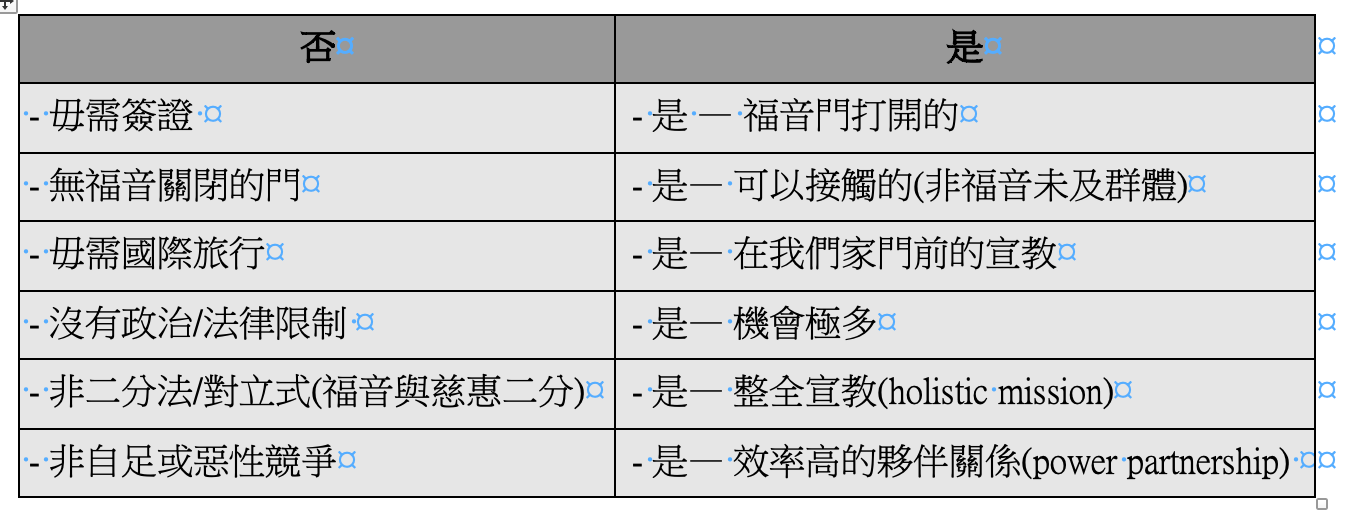 否 是
- 毋需簽證 - 是 — 福音門打開的
- 無福音關閉的門 - 是— 可以接觸的(非福音未及群體)
- 毋需國際旅行 - 是— 在我們家門前的宣教
- 沒有政治/法律限制 - 是— 機會極多
- 非二分法/對立式(福音與慈惠二分) - 是— 整全宣教(holistic mission)
- 非自足或惡性競爭 - 是— 效率高的夥伴關係(power partnership)